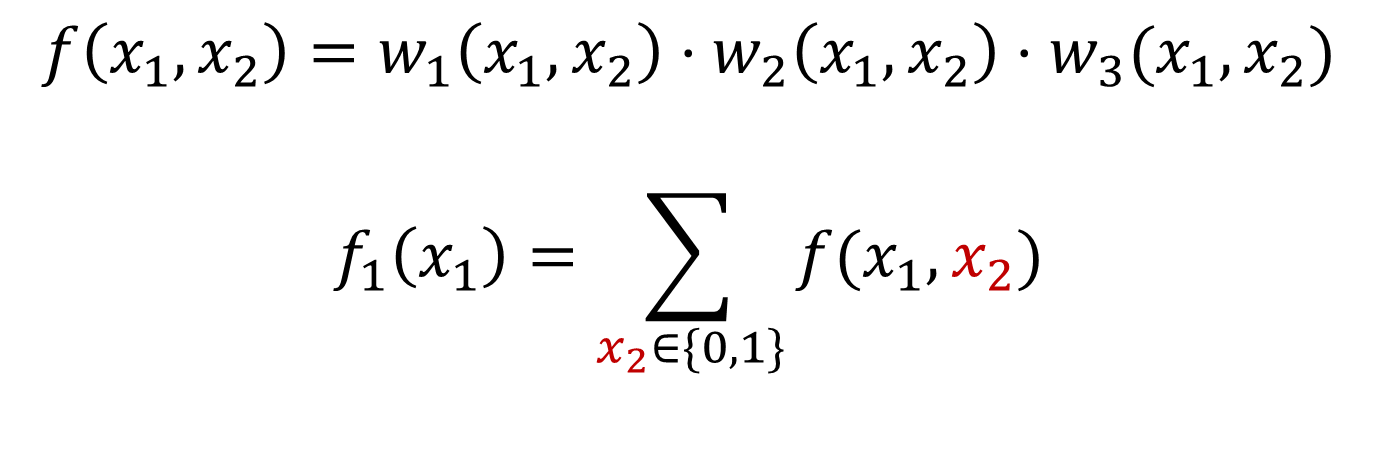 f(x₁, x₂) = w₁(x₁, x₂) · w₂(x₁, x₂) · w₃(x₁, x₂)
f₁(x₁) = ∑ f(x₁, x₂)
x₂∈{0,1}